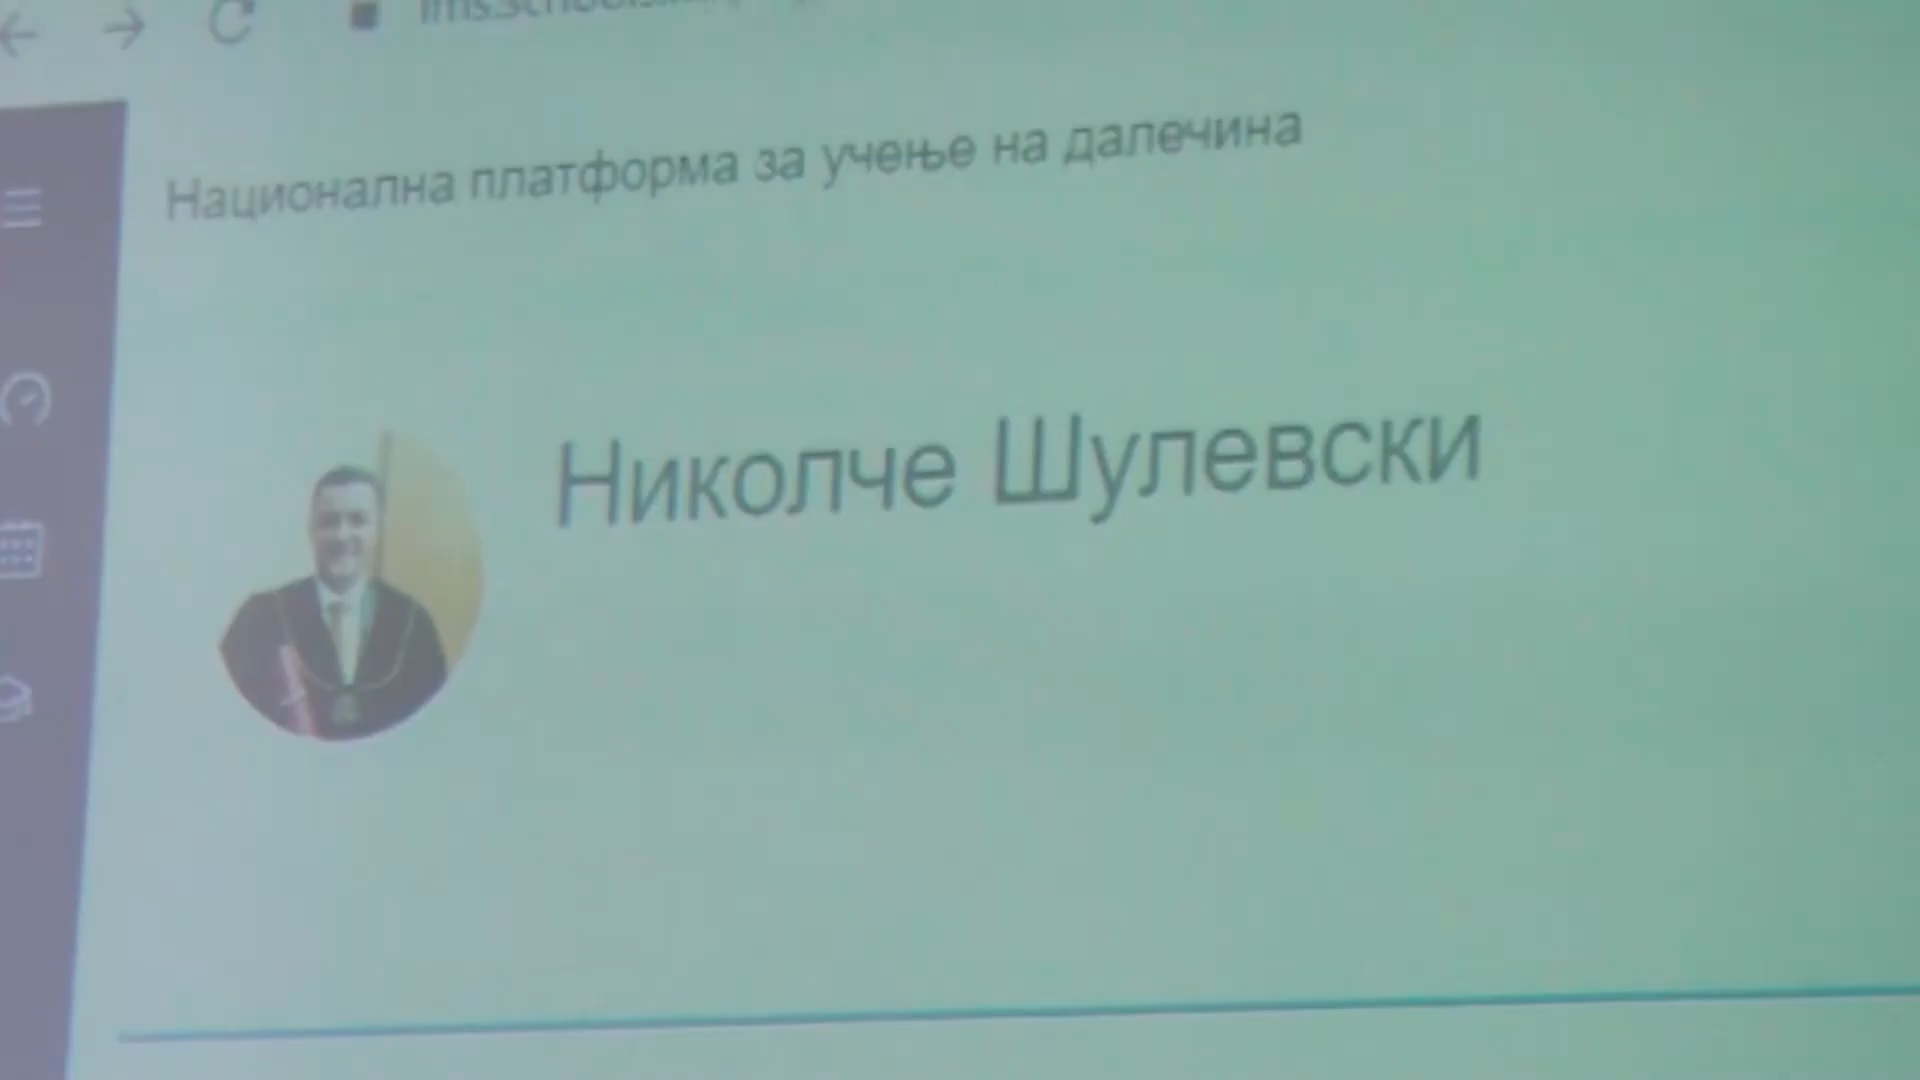 Национална платформа за учење на далечина
Николче Шулевски